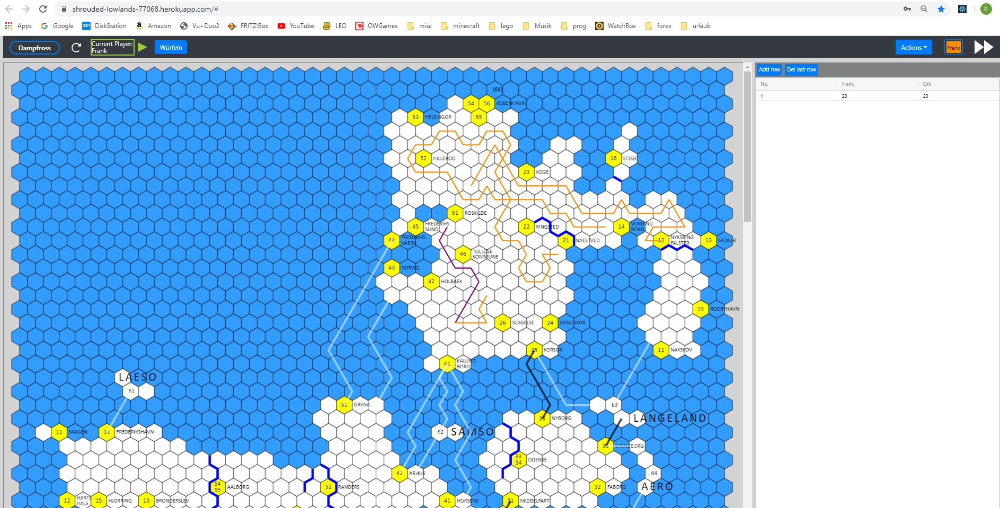 shrouded-lowlands-77068.herokuapp.com/#
F
Apps
Google
DSM
DiskStation
Amazon
Vu+Duo2
FRITZ!Box
YouTube
LEO
OWGames
misc
minecraft
lego
Musik
prog
WatchBox
forex
urlaub
Dampfross
Current Player:
Frank
Würfeln
Actions
Frank
Add row
Del last row
No.
Frank
Otti
1
20
20
(66)
54
56
KOBENHAVN
53
HELSINGOR
55
52
HILLEROD
16
STEGE
23
KOGE
51
ROSKILDE
45
FREDERIKS
SUND
22
RINGSTED
14
VORDING
BORG
44
FREDERIKS
VAERK
21
NAESTVED
12
NYKSBING
FALSTER
13
GEDSER
46
TOLLOSE
KOMMUNE
43
RORVIG
42
HOLBAEK
15
RODBYHAVN
26
SLAGELSE
24
SKAELSKOR
25
KORSOR
11
NAKSKOV
41
KALUND
BORG
LAESO
61
51
GRENA
63
35
NYBORG
LANGELAND
11
SKAGEN
14
FREDERIKSHAVN
62
SAMSO
36
SVENDBORG
33
34
ODENSE
42
ARHUS
64
54
55
AALBORG
52
RANDERS
32
FABORG
AERO
12
HJIRTS
HALS
15
HJORRING
13
BRONDERSLEV
41
HORSENS
31
MIDDELFART